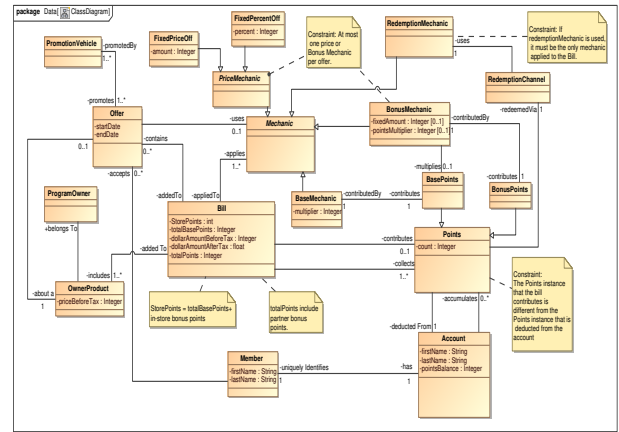 package Data[ ClassDiagram]
PromotionVehicle
-promotedBy
1..*
FixedPriceOff
-amount : Integer
FixedPercentOff
-percent : Integer
Constraint: At most
one price or
Bonus Mechanic
per offer.
PriceMechanic
RedemptionMechanic
-uses
1
Constraint: If
redemptionMechanic is used,
it must be the only mechanic
applied to the Bill.
RedemptionChannel
-redeemedVia 1
-promotes 1..*
Offer
-startDate
-endDate
-uses
0..1
Mechanic
BonusMechanic
-fixedAmount : Integer [0..1]
-pointsMultiplier : Integer [0..1]
1
-contributedBy
-contains
0..*
0..1
-accepts 0..*
-applies
1..*
-multiplies 0..1
-contributes 1
ProgramOwner
+belongs To
-addedTo
-appliedTo
Bill
-StorePoints : int
-totalBasePoints : Integer
-dollarAmountBeforeTax : Integer
-dollarAmountAfterTax : float
-totalPoints : Integer
BaseMechanic
-multiplier : Integer
-contributedBy
1
-contributes
1
BasePoints
BonusPoints
-added To
-includes 1..*
-contributes
0..1
-collects
1..*
Points
-count : Integer
OwnerProduct
-priceBeforeTax : Integer
-about a
1
StorePoints = totalBasePoints+
in-store bonus points
totalPoints include
partner bonus
points.
-accumulates 0..*
Constraint:
The Points instance
that the bill
contributes is
different from the
Points instance that is
deducted from the
account
-deducted From 1
1
Account
-firstName : String
-lastName : String
-pointsBalance : Integer
Member
-firstName : String
-lastName : String
-uniquely Identifies
1
-has
1
1